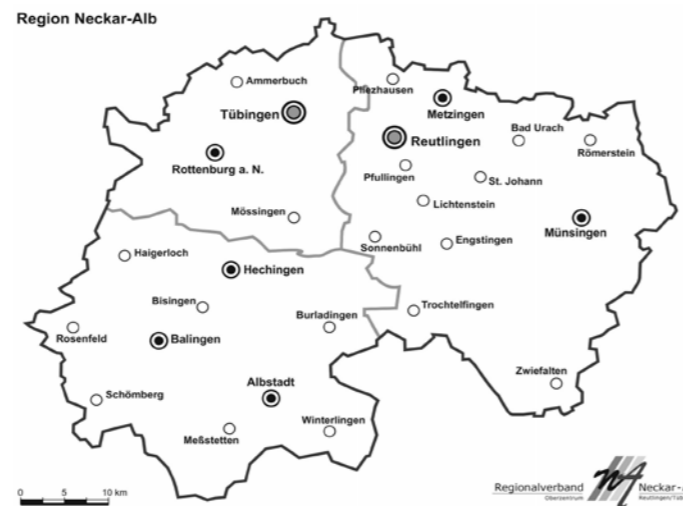 Region Neckar-Alb
Ammerbuch
Pliezhausen
Tübingen
Metzingen
Reutlingen
Bad Urach
Römerstein
Rottenburg a. N.
Pfullingen
St. Johann
Lichtenstein
Mössingen
Münsingen
Sonnenbühl
Engstingen
Haigerloch
Hechingen
Bisingen
Burladingen
Trochtelfingen
Rosenfeld
Balingen
Zwiefalten
Albstadt
Schömberg
Winterlingen
Meßstetten
0 5 10 km
Regionalverband Neckar-A
Oberzentrum Reutlingen/Tüb